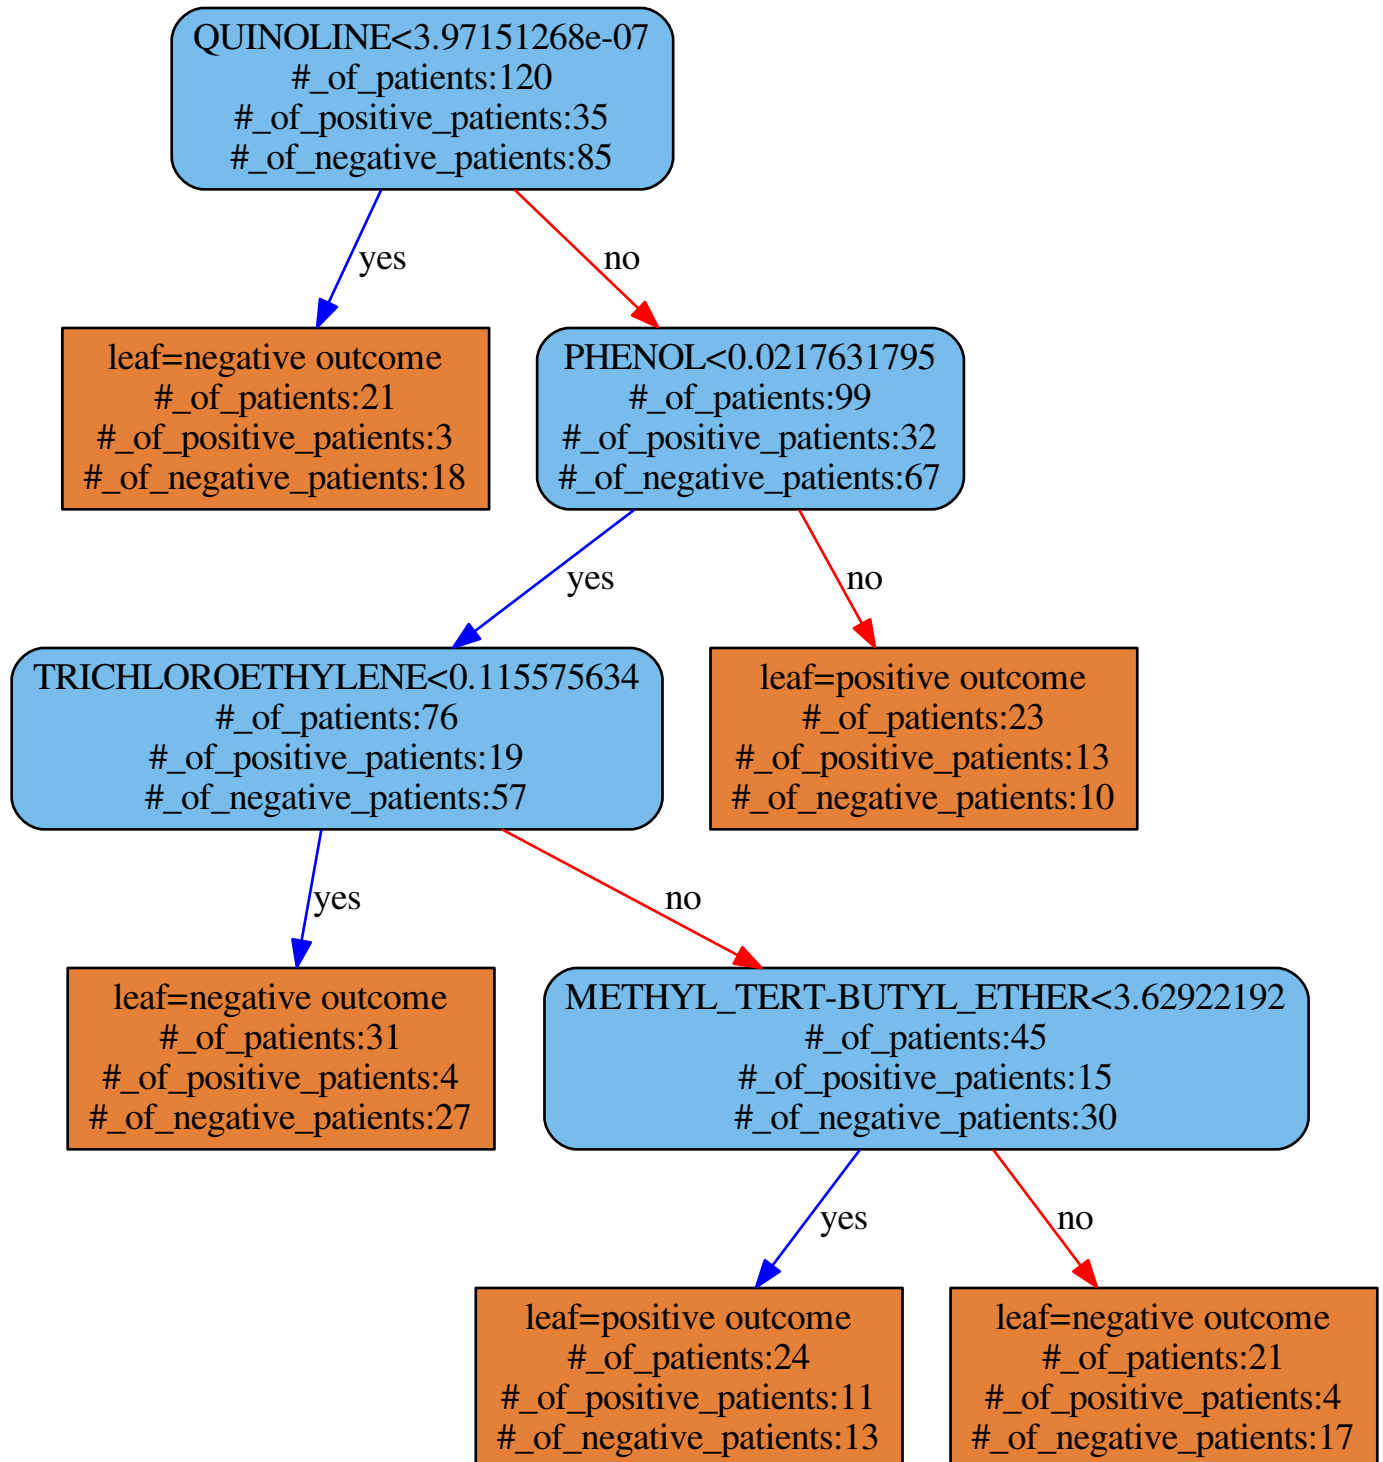 QUINOLINE<3.97151268e-07
#_of_patients:120
#_of_positive_patients:35
#_of_negative_patients:85
yes
no
leaf=negative outcome
#_of_patients:21
#_of_positive_patients:3
#_of_negative_patients:18
PHENOL<0.0217631795
#_of_patients:99
#_of_positive_patients:32
#_of_negative_patients:67
yes
no
TRICHLOROETHYLENE<0.115575634
#_of_patients:76
#_of_positive_patients:19
#_of_negative_patients:57
leaf=positive outcome
#_of_patients:23
#_of_positive_patients:13
#_of_negative_patients:10
yes
no
leaf=negative outcome
#_of_patients:31
#_of_positive_patients:4
#_of_negative_patients:27
METHYL_TERT-BUTYL_ETHER<3.62922192
#_of_patients:45
#_of_positive_patients:15
#_of_negative_patients:30
yes
no
leaf=positive outcome
#_of_patients:24
#_of_positive_patients:11
#_of_negative_patients:13
leaf=negative outcome
#_of_patients:21
#_of_positive_patients:4
#_of_negative_patients:17